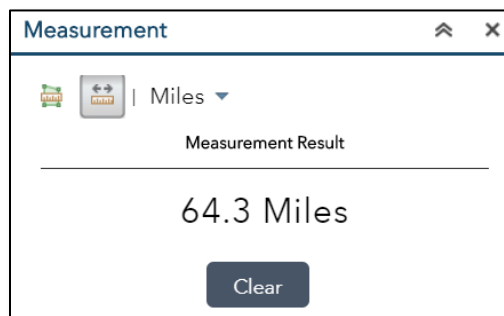 Measurement
| Miles
Measurement Result
64.3 Miles
Clear